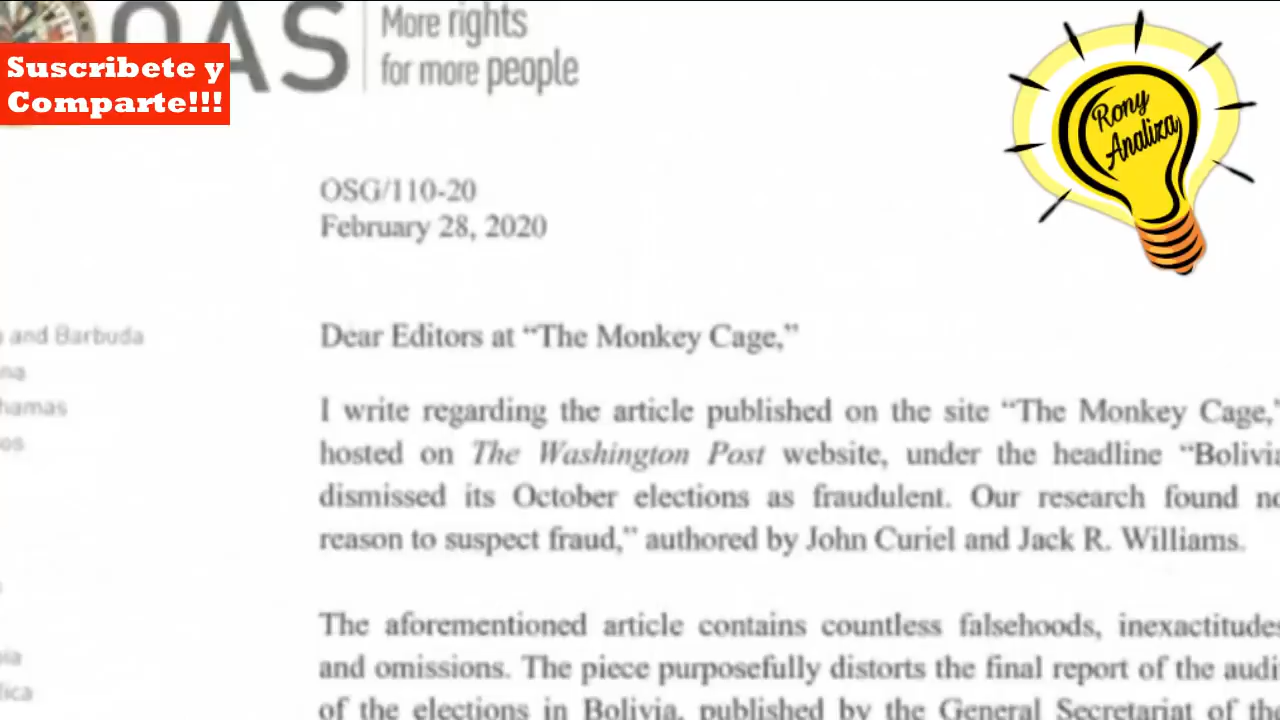 OAS
More rights
for more people
Suscribete y
Comparte!!!
Rony
Analiza
OSG/110-20
February 28, 2020
Dear Editors at “The Monkey Cage,”
and Barbuda
I write regarding the article published on the site “The Monkey Cage,”
hosted on The Washington Post website, under the headline “Bolivia
dismissed its October elections as fraudulent. Our research found no
reason to suspect fraud,” authored by John Curiel and Jack R. Williams.
The aforementioned article contains countless falsehoods, inexactitudes
and omissions. The piece purposefully distorts the final report of the audi
of the elections in Bolivia, published by the General Secretariat of the